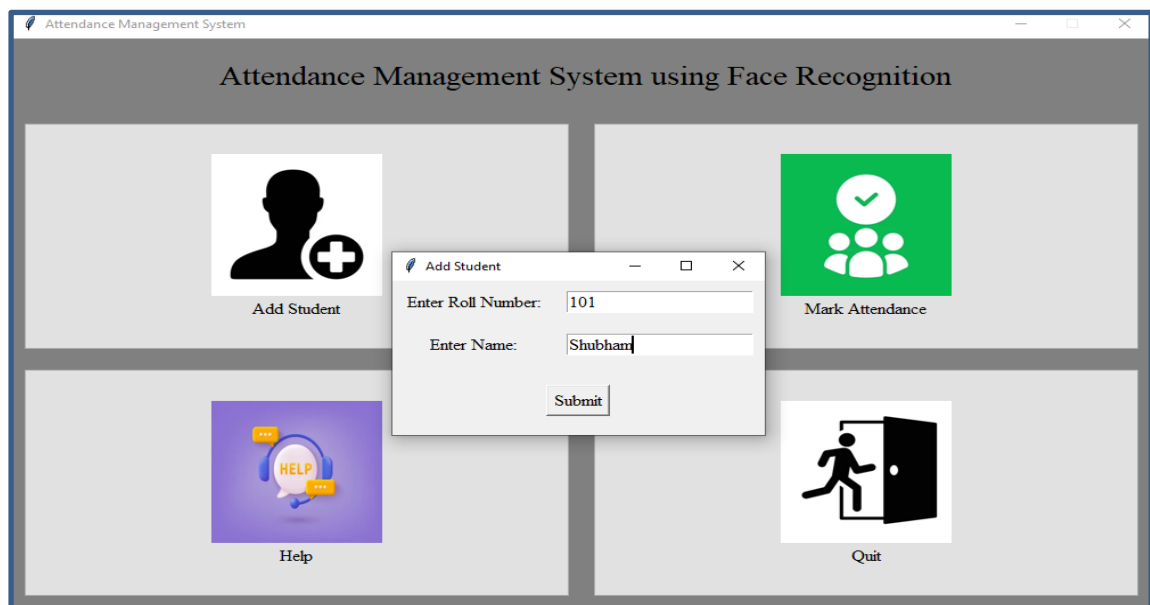 Attendance Management System
Attendance Management System using Face Recognition
Add Student
Mark Attendance
Add Student
Enter Roll Number: 101
Enter Name: Shubham
Submit
HELP
Help
Quit